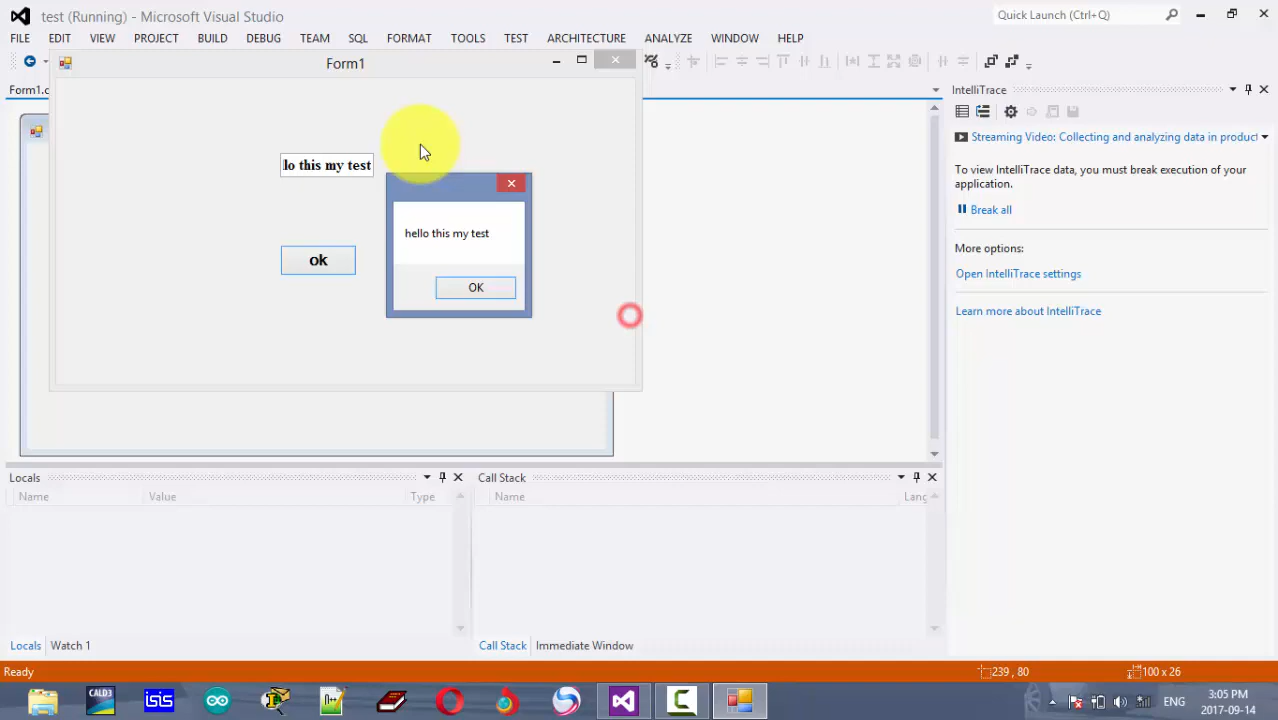 test (Running) - Microsoft Visual Studio
Quick Launch (Ctrl+Q)
FILE EDIT VIEW PROJECT BUILD DEBUG TEAM SQL FORMAT TOOLS TEST ARCHITECTURE ANALYZE WINDOW HELP
Form1
Form1.c
IntelliTrace
Streaming Video: Collecting and analyzing data in product
To view IntelliTrace data, you must break execution of your
application.
Break all
More options:
Open IntelliTrace settings
Learn more about IntelliTrace
lo this my test
hello this my test
ok
OK
Locals
Name Value Type
Call Stack
Name Lang
Locals Watch 1
Call Stack Immediate Window
Ready
239 , 80
100 x 26
CALD3
isis
ENG
3:05 PM
2017-09-14